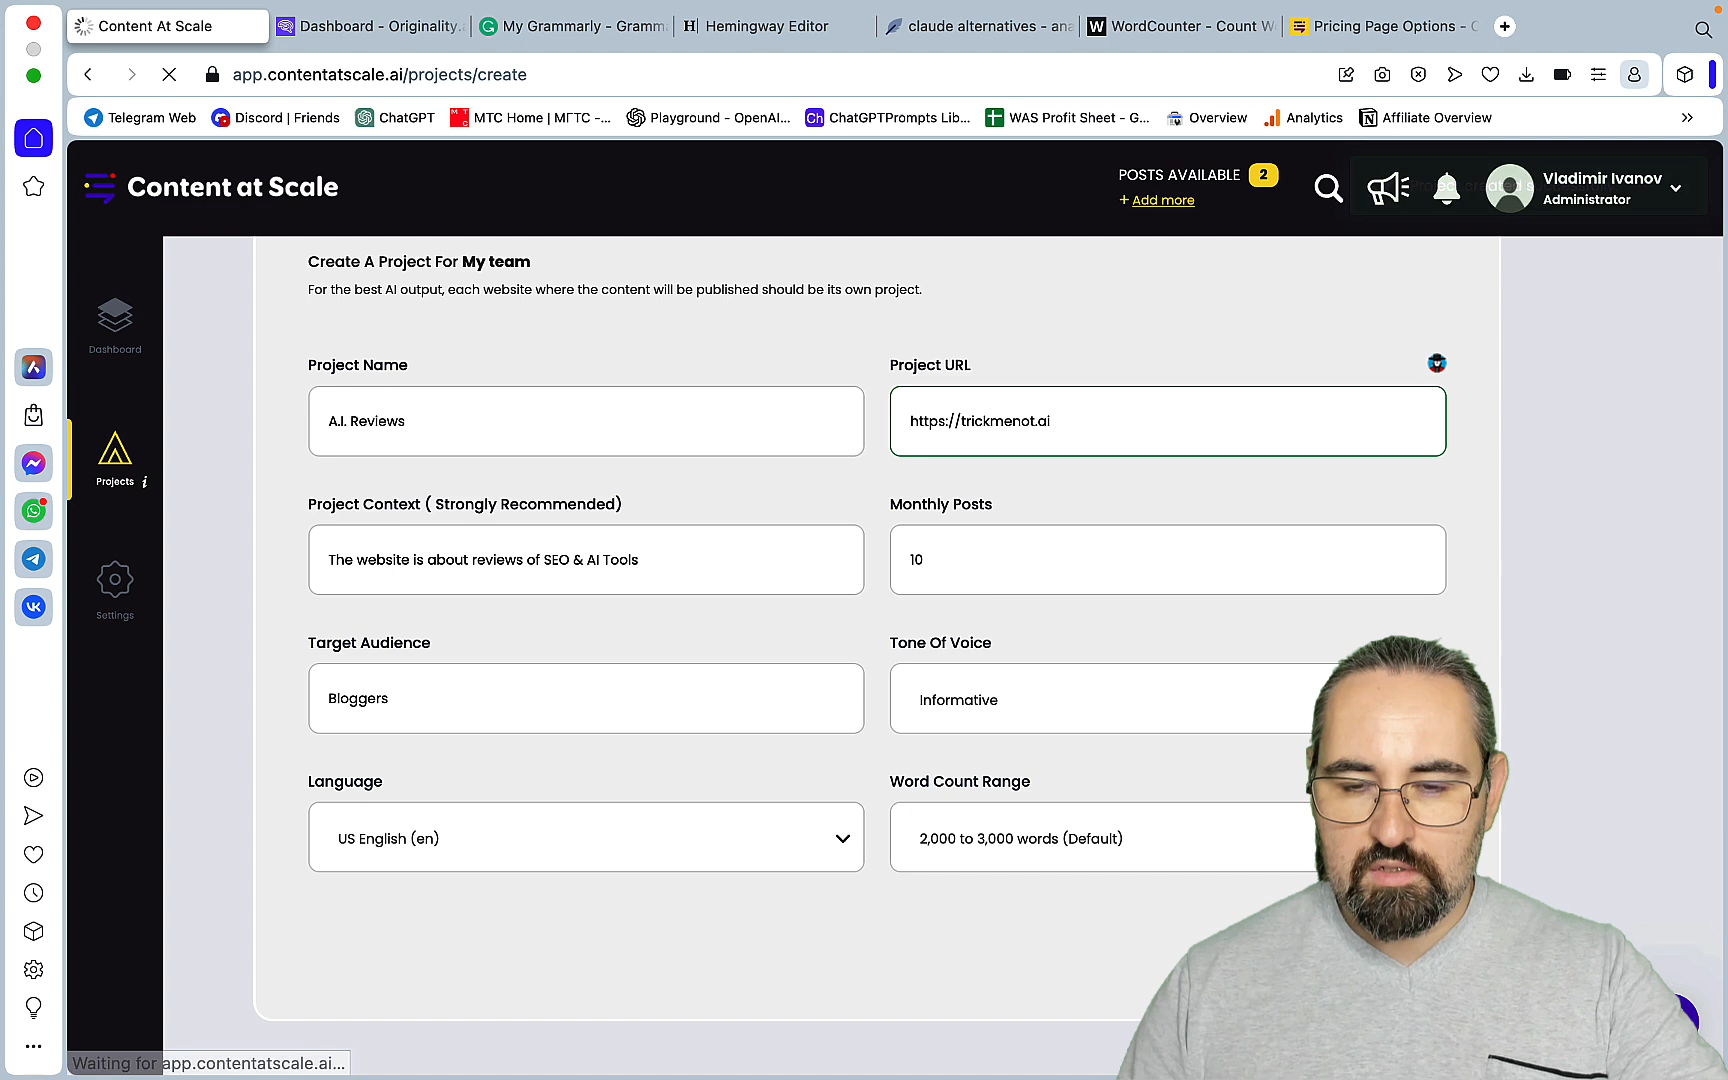 Content At Scale
Dashboard - Originality.
My Grammarly - Gramm
Hemingway Editor
claude alternatives - ana
WordCounter - Count W
Pricing Page Options - C
app.contentatscale.ai/projects/create
Telegram Web
Discord | Friends
ChatGPT
MTC Home | МГТС -...
Playground - OpenAI...
ChatGPTPrompts Lib...
WAS Profit Sheet - G...
Overview
Analytics
Affiliate Overview
Content at Scale
POSTS AVAILABLE 2
+ Add more
Vladimir Ivanov
Administrator
Dashboard
Projects i
Settings
Create A Project For My team
For the best AI output, each website where the content will be published should be its own project.
Project Name
Project URL
A.I. Reviews
https://trickmenot.ai
Project Context ( Strongly Recommended)
Monthly Posts
The website is about reviews of SEO & AI Tools
10
Target Audience
Tone Of Voice
Bloggers
Informative
Language
Word Count Range
US English (en)
2,000 to 3,000 words (Default)
Waiting for app.contentatscale.ai...